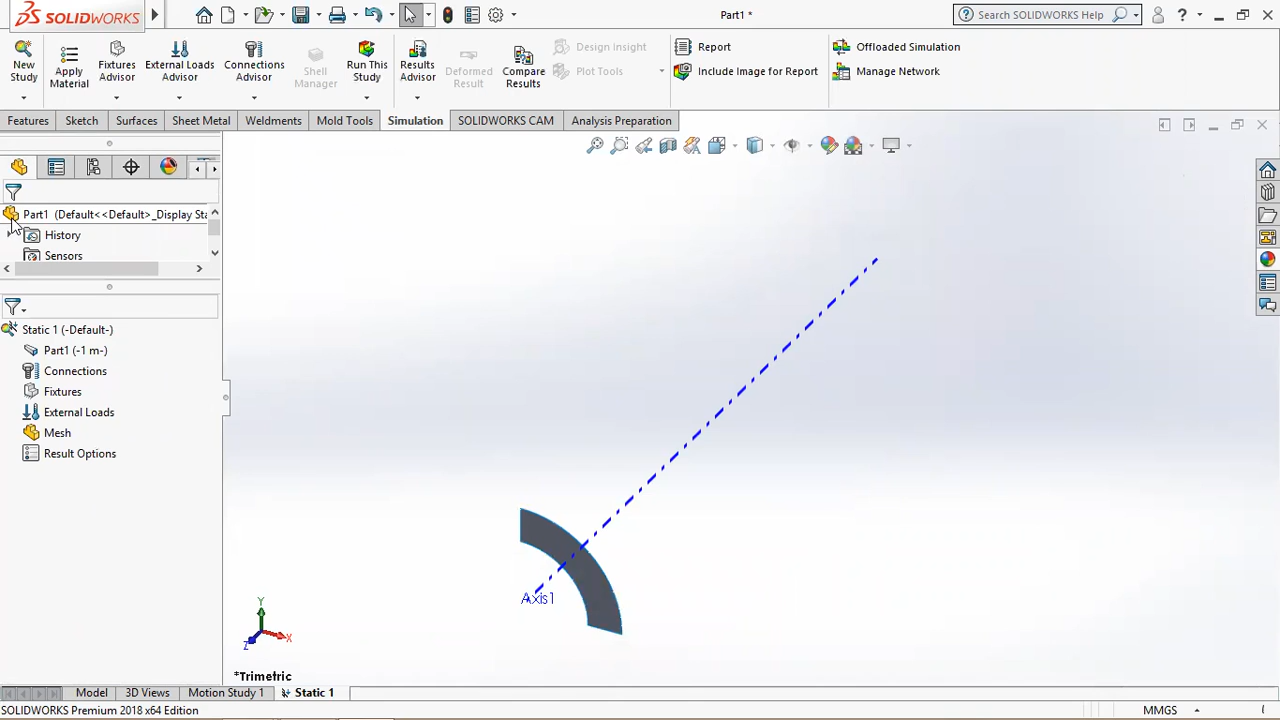 SOLIDWORKS
Part1 *
Search SOLIDWORKS Help
?
New Study
Apply Material
Fixtures Advisor
External Loads Advisor
Connections Advisor
Shell Manager
Run This Study
Results Advisor
Deformed Result
Compare Results
Design Insight
Plot Tools
Report
Include Image for Report
Offloaded Simulation
Manage Network
Features
Sketch
Surfaces
Sheet Metal
Weldments
Mold Tools
Simulation
SOLIDWORKS CAM
Analysis Preparation
Part1 (Default<<Default>_Display Sta
History
Sensors
Static 1 (-Default-)
Part1 (-1 m-)
Connections
Fixtures
External Loads
Mesh
Result Options
Axis1
Y
X
Z
*Trimetric
Model
3D Views
Motion Study 1
Static 1
SOLIDWORKS Premium 2018 x64 Edition
MMGS